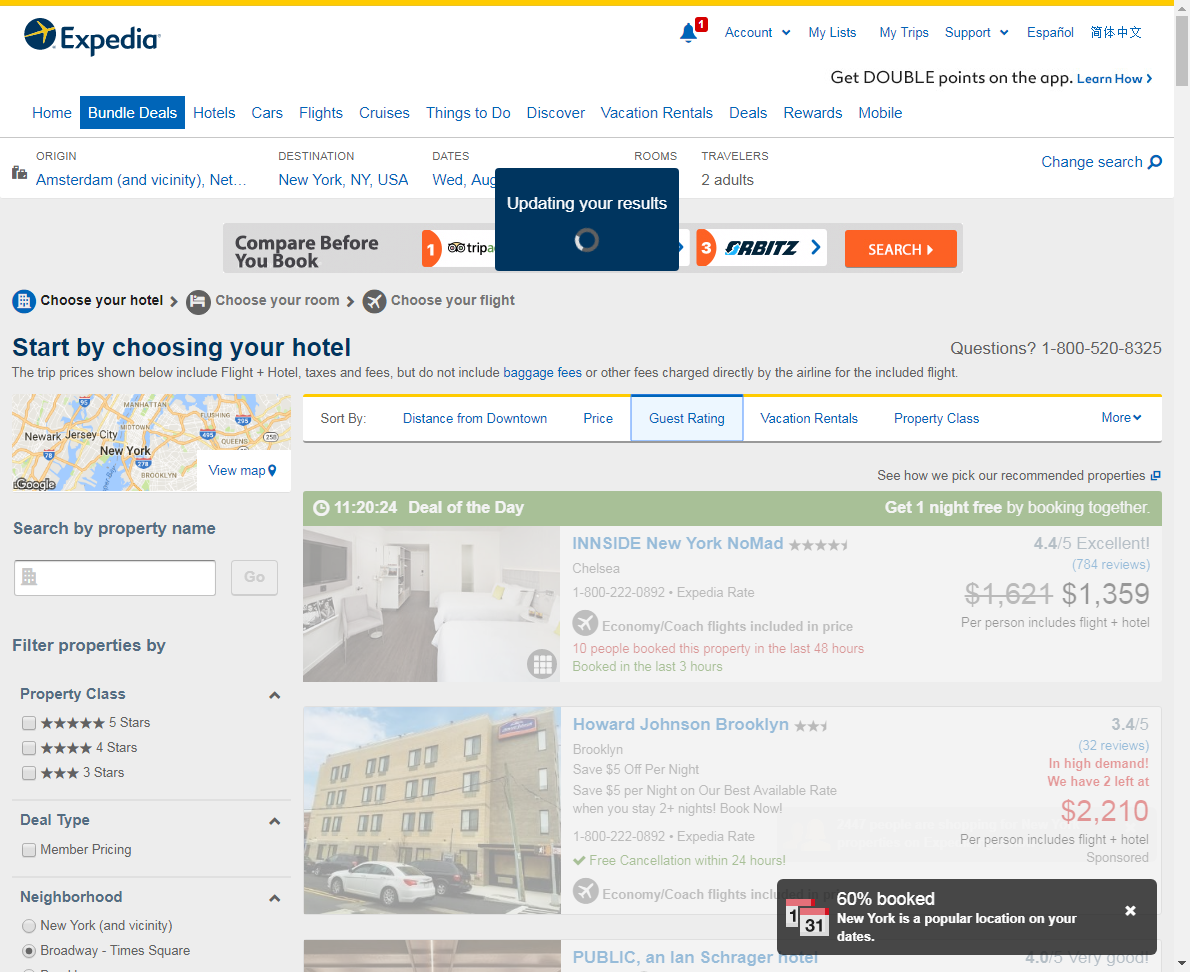 Expedia
1
Account
My Lists
My Trips
Support
Español
简体中文
Get DOUBLE points on the app. Learn How
Home
Bundle Deals
Hotels
Cars
Flights
Cruises
Things to Do
Discover
Vacation Rentals
Deals
Rewards
Mobile
ORIGIN
Amsterdam (and vicinity), Net...
DESTINATION
New York, NY, USA
DATES
Wed, Aug
ROOMS
TRAVELERS
2 adults
Change search
Updating your results
Compare Before
You Book
1 tripa
3 ORBITZ
SEARCH
Choose your hotel
Choose your room
Choose your flight
Start by choosing your hotel
Questions? 1-800-520-8325
The trip prices shown below include Flight + Hotel, taxes and fees, but do not include baggage fees or other fees charged directly by the airline for the included flight.
MANHATTAN
FLUSHING
95
295
Newark
Jersey City
MIDTOWN
495
QUEENS
258
78
New York
278
BROOKLYN
Google
View map
Sort By:
Distance from Downtown
Price
Guest Rating
Vacation Rentals
Property Class
More
See how we pick our recommended properties
Search by property name
Go
Filter properties by
Property Class
5 Stars
4 Stars
3 Stars
Deal Type
Member Pricing
Neighborhood
New York (and vicinity)
Broadway - Times Square
11:20:24 Deal of the Day
Get 1 night free by booking together.
INNSIDE New York NoMad
Chelsea
1-800-222-0892 • Expedia Rate
Economy/Coach flights included in price
10 people booked this property in the last 48 hours
Booked in the last 3 hours
4.4/5 Excellent!
(784 reviews)
$1,621 $1,359
Per person includes flight + hotel
Howard Johnson Brooklyn
Brooklyn
Save $5 Off Per Night
Save $5 per Night on Our Best Available Rate
when you stay 2+ nights! Book Now!
1-800-222-0892 • Expedia Rate
Free Cancellation within 24 hours!
Economy/Coach flights included in pri
3.4/5
(32 reviews)
In high demand!
We have 2 left at
$2,210
Per person includes flight + hotel
Sponsored
1
31
60% booked
New York is a popular location on your
dates.
PUBLIC, an Ian Schrager hotel
4.0/5 Very good!